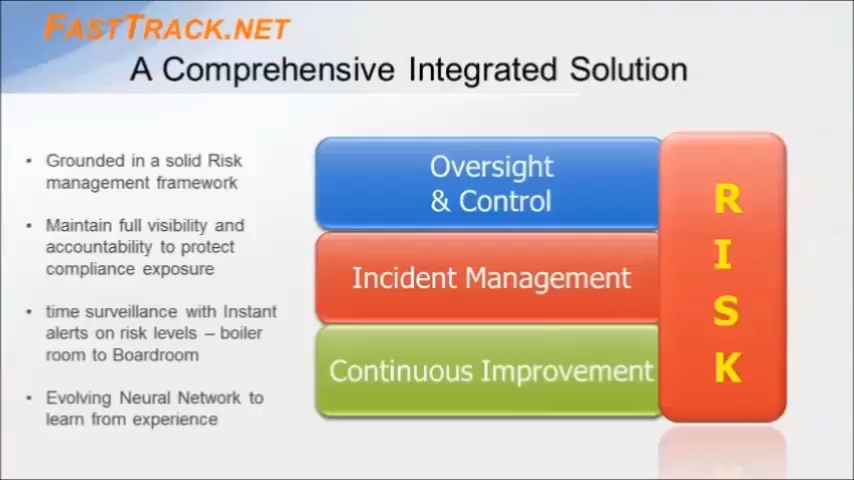 FASTTRACK.NET
A Comprehensive Integrated Solution
• Grounded in a solid Risk
management framework
• Maintain full visibility and
accountability to protect
compliance exposure
• time surveillance with Instant
alerts on risk levels – boiler
room to Boardroom
• Evolving Neural Network to
learn from experience
Oversight
& Control
Incident Management
Continuous Improvement
R
I
S
K